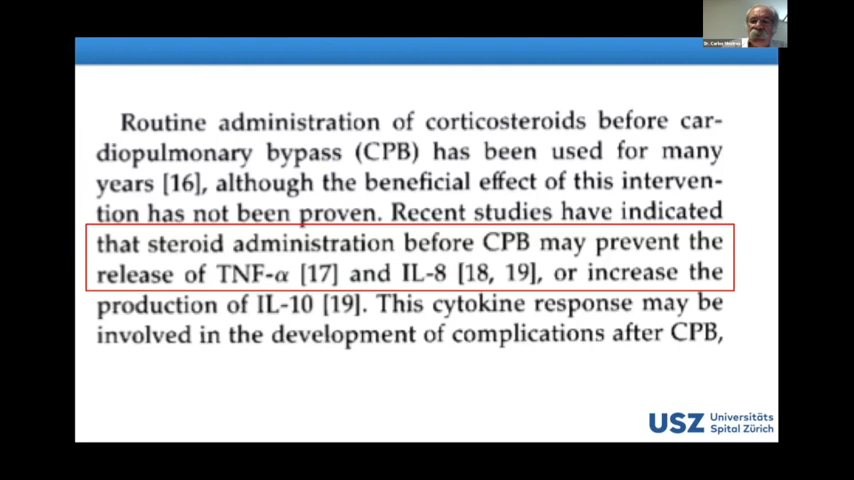 Routine administration of corticosteroids before car-
diopulmonary bypass (CPB) has been used for many
years [16], although the beneficial effect of this interven-
tion has not been proven. Recent studies have indicated
that steroid administration before CPB may prevent the
release of TNF-α [17] and IL-8 [18, 19], or increase the
production of IL-10 [19]. This cytokine response may be
involved in the development of complications after CPB,
USZ Universitäts
Spital Zürich
Dr. Carlos